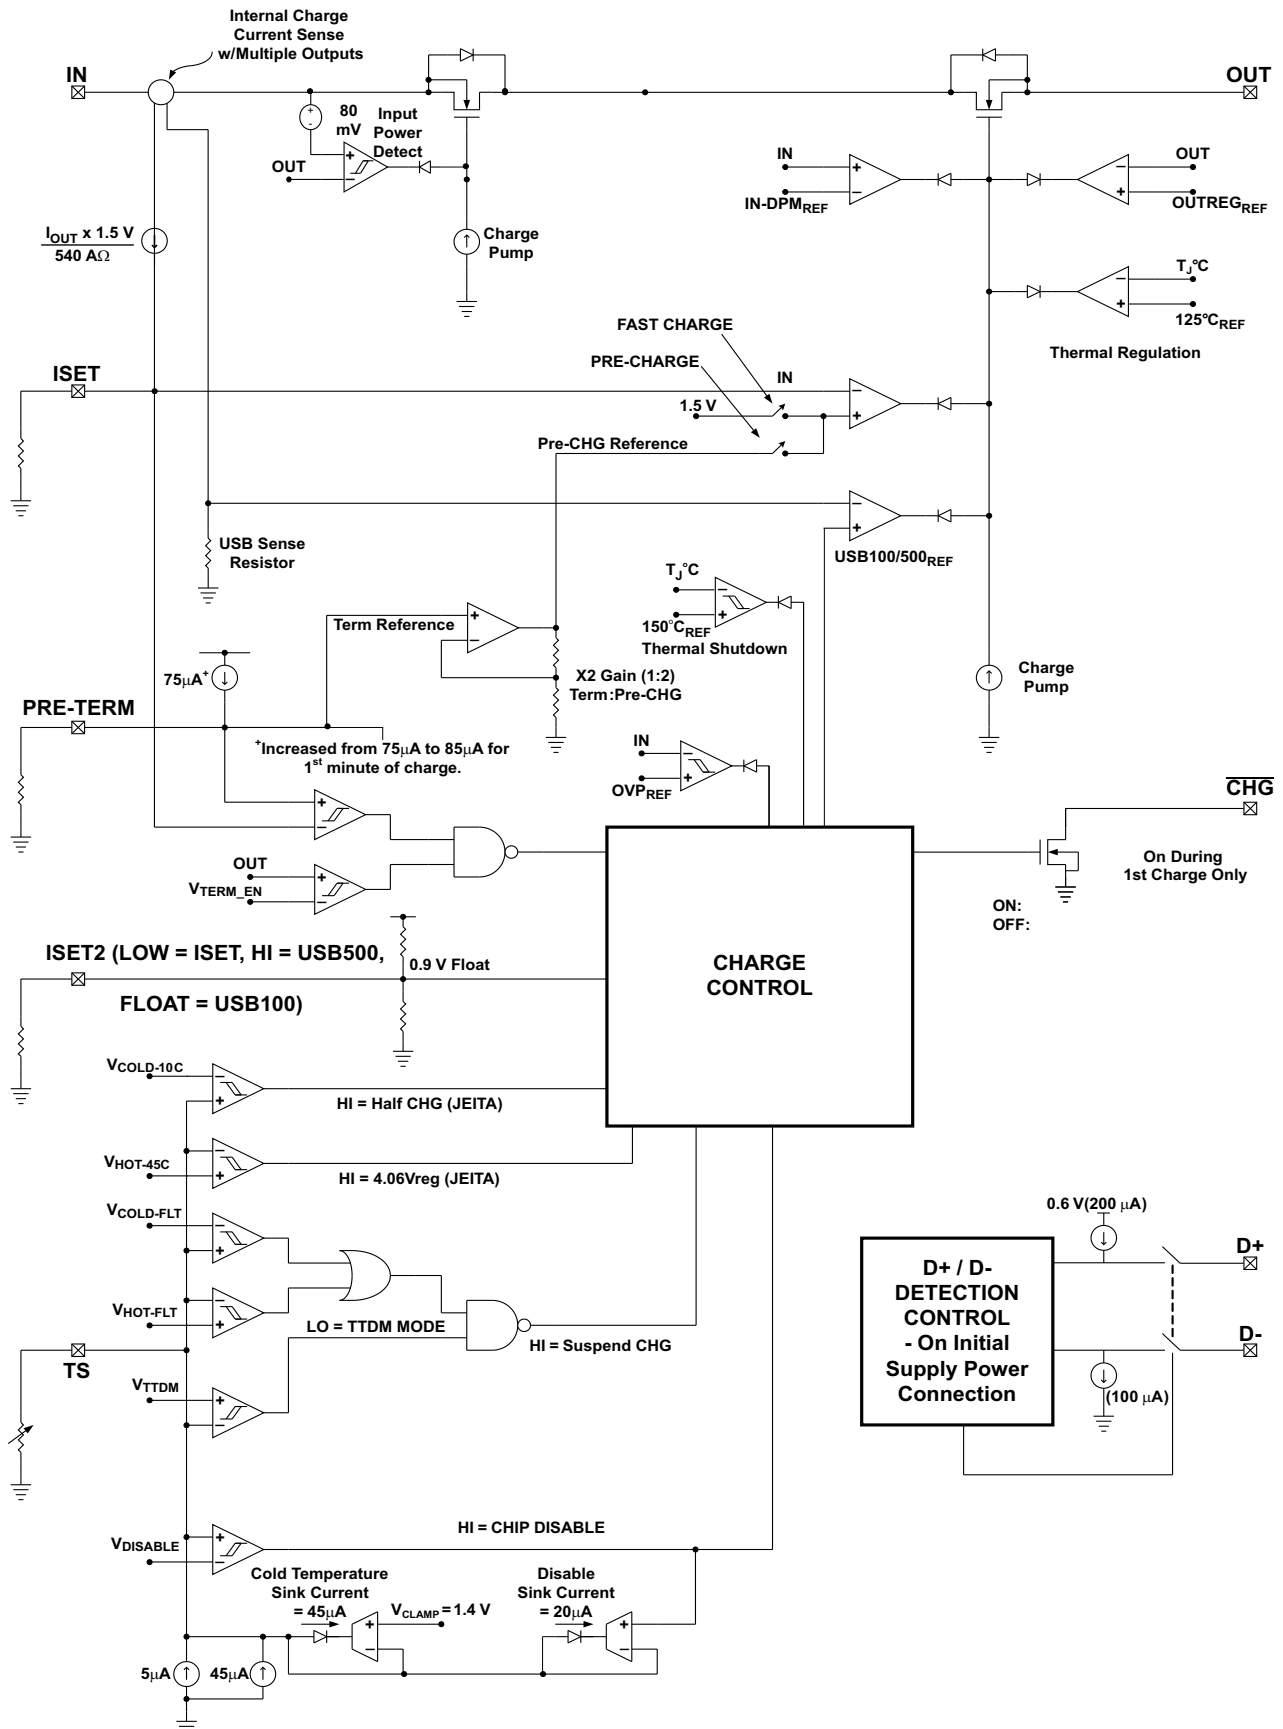 Internal Charge
Current Sense
w/Multiple Outputs
IN
OUT
80
mV
+
-
Input
Power
Detect
OUT
+
−
IN
IN-DPMREF
+
−
OUT
OUTREGREF
−
+
IOUT x 1.5 V
540 AΩ
Charge
Pump
TJ°C
125°CREF
−
+
Thermal Regulation
FAST CHARGE
PRE-CHARGE
ISET
IN
1.5 V
−
+
Pre-CHG Reference
−
+
USB100/500REF
USB Sense
Resistor
TJ°C
150°CREF
−
+
Thermal Shutdown
Term Reference
+
−
X2 Gain (1:2)
Term:Pre-CHG
Charge
Pump
75μA+
PRE-TERM
+Increased from 75μA to 85μA for
1st minute of charge.
IN
OVPREF
−
+
CHG
+
−
OUT
VTERM_EN
+
−
On During
1st Charge Only
ON:
OFF:
ISET2 (LOW = ISET, HI = USB500,
FLOAT = USB100)
0.9 V Float
CHARGE
CONTROL
VCOLD-10C
−
+
HI = Half CHG (JEITA)
VHOT-45C
−
+
HI = 4.06Vreg (JEITA)
VCOLD-FLT
−
+
VHOT-FLT
−
+
LO = TTDM MODE
HI = Suspend CHG
TS
VTTDM
+
−
0.6 V(200 μA)
D+ / D-
DETECTION
CONTROL
- On Initial
Supply Power
Connection
D+
D-
(100 μA)
HI = CHIP DISABLE
VDISABLE
+
−
Cold Temperature
Sink Current
= 45μA
VCLAMP = 1.4 V
+
−
Disable
Sink Current
= 20μA
+
−
5μA
45μA